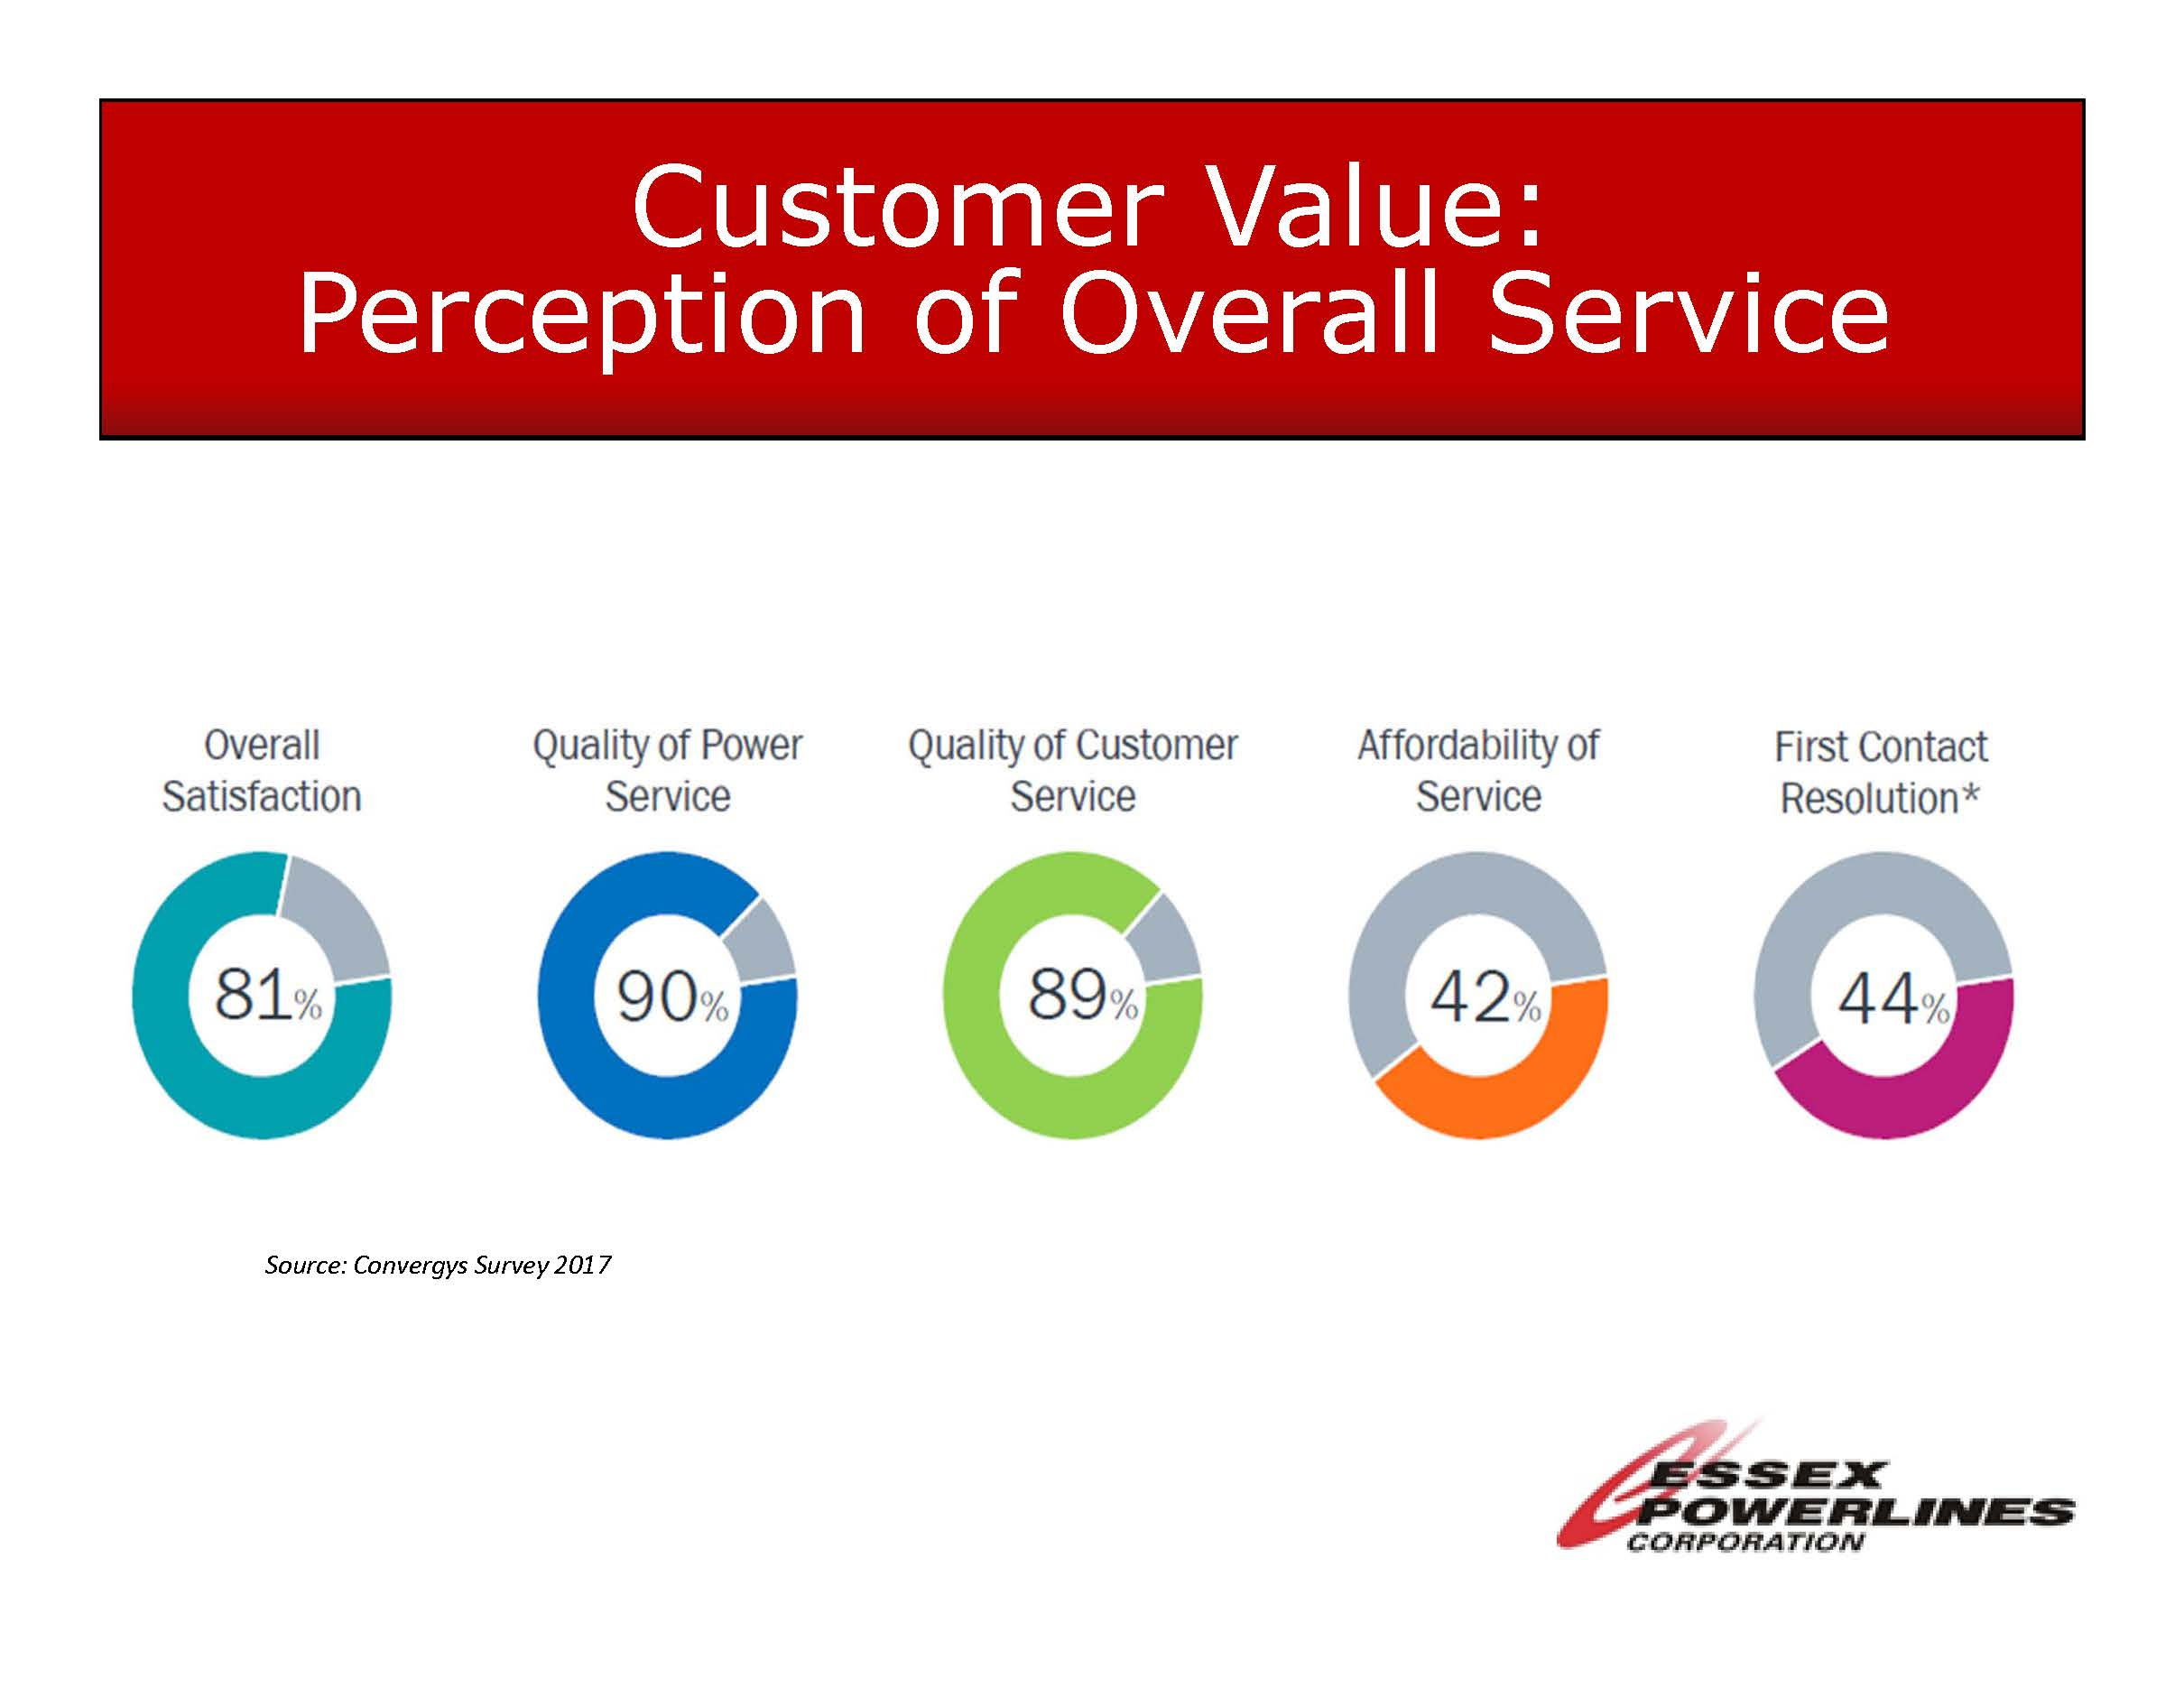 Customer Value:
Perception of Overall Service
Overall
Satisfaction
81%
Quality of Power
Service
90%
Quality of Customer
Service
89%
Affordability of
Service
42%
First Contact
Resolution*
44%
Source: Convergys Survey 2017
ESSEX
POWERLINES
CORPORATION